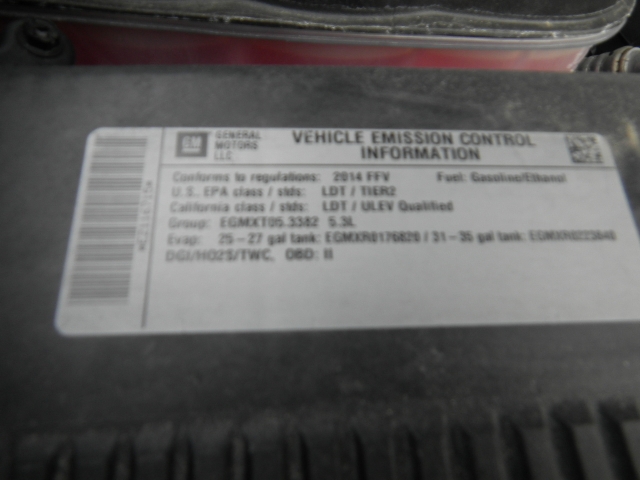 GM
GENERAL MOTORS LLC
VEHICLE EMISSION CONTROL
INFORMATION
Conforms to regulations: 2014 FFV Fuel: Gasoline/Ethanol
U.S. EPA class / stds: LDT / TIER2
California class / stds: LDT / ULEV Qualified
Group: EGMXT05.3382 5.3L
Evap: 25-27 gal tank: EGMXR0176820 / 31-35 gal tank:
DGI/HO2S/TWC, OBD: II